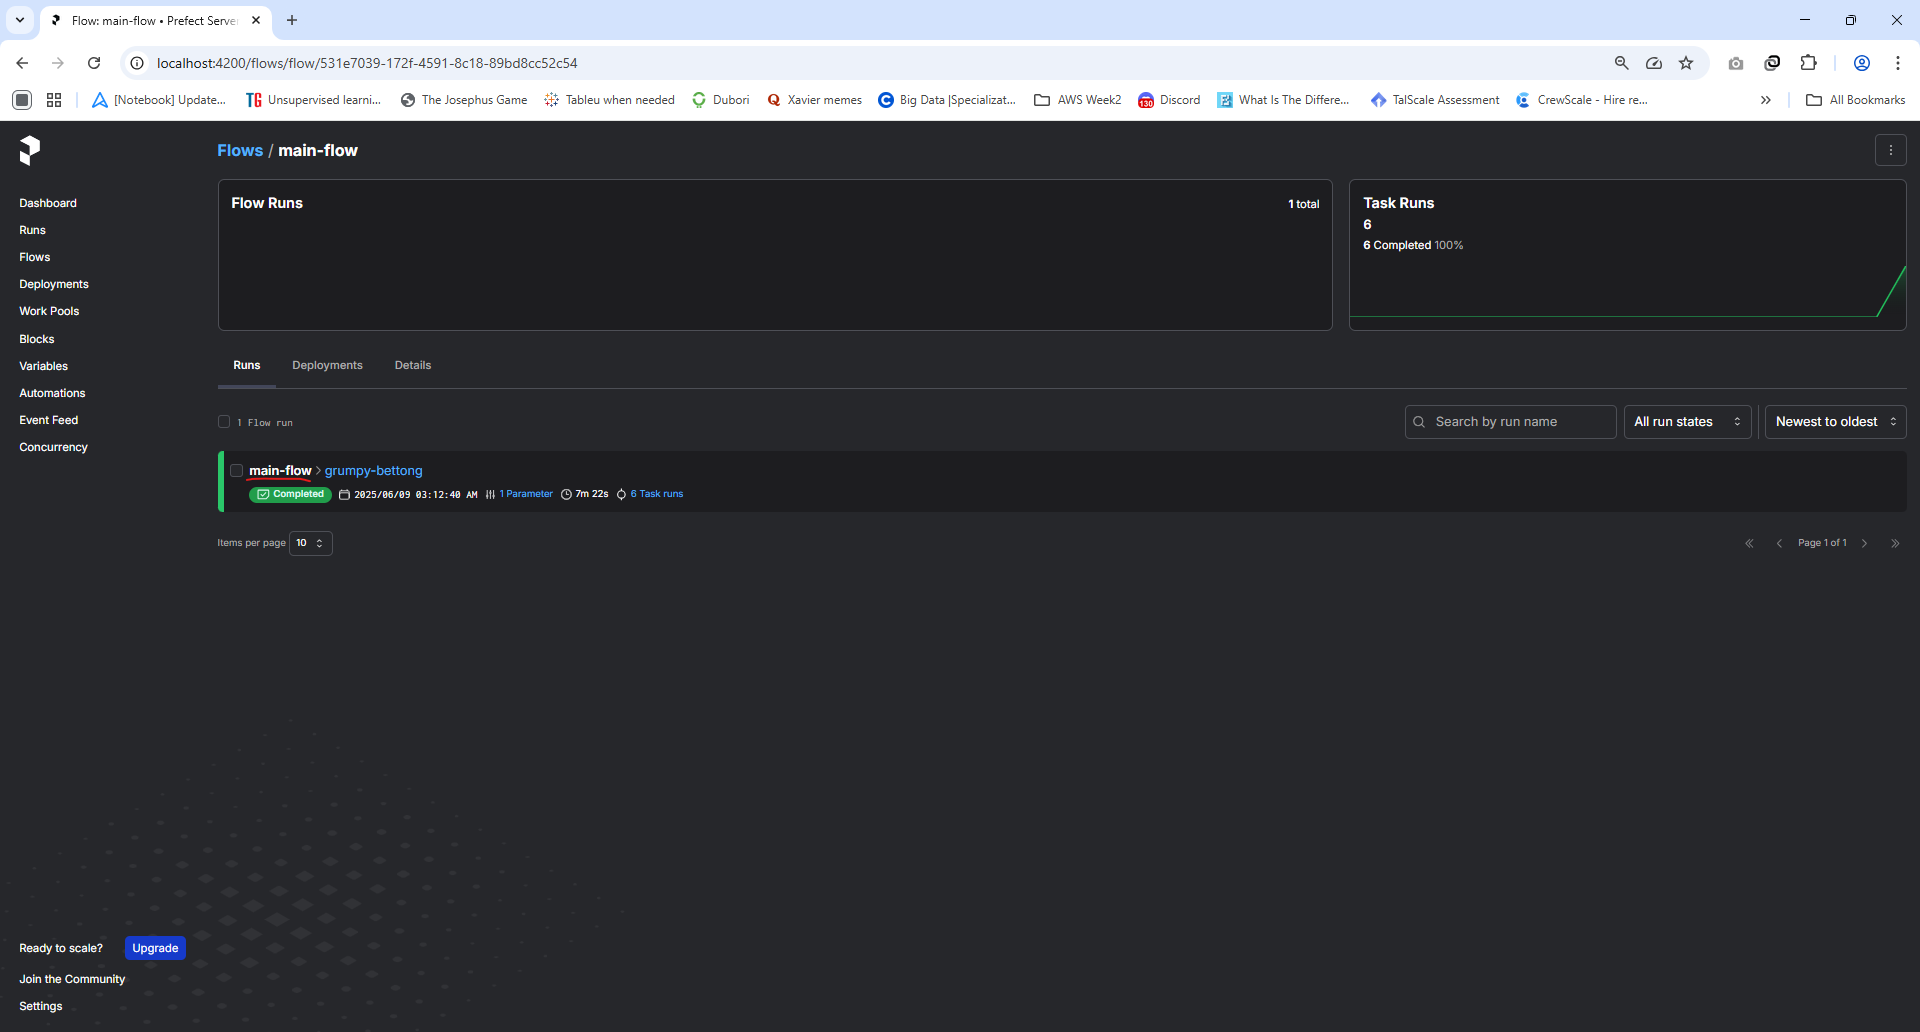 Flow: main-flow • Prefect Server
localhost:4200/flows/flow/531e7039-172f-4591-8c18-89bd8cc52c54
[Notebook] Update... TG Unsupervised learni... The Josephus Game Tableu when needed Dubori Xavier memes Big Data |Specializat... AWS Week2 130 Discord What Is The Differe... TalScale Assessment CrewScale - Hire re... All Bookmarks
Flows / main-flow
Dashboard
Runs
Flows
Deployments
Work Pools
Blocks
Variables
Automations
Event Feed
Concurrency
Flow Runs
1 total
Task Runs
6
6 Completed 100%
Runs Deployments Details
1 Flow run
Search by run name
All run states
Newest to oldest
main-flow > grumpy-bettong
Completed 2025/06/09 03:12:40 AM 1 Parameter 7m 22s 6 Task runs
Items per page 10
Page 1 of 1
Ready to scale? Upgrade
Join the Community
Settings